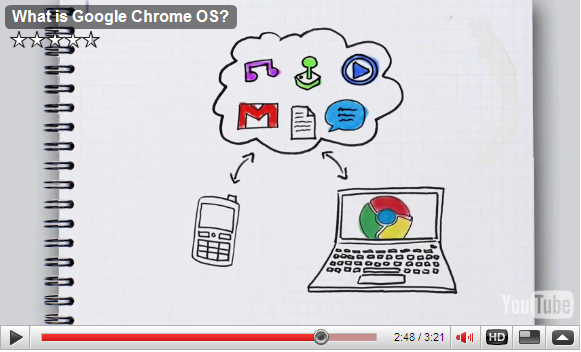 What is Google Chrome OS?
YouTube
2:48 / 3:21
HD